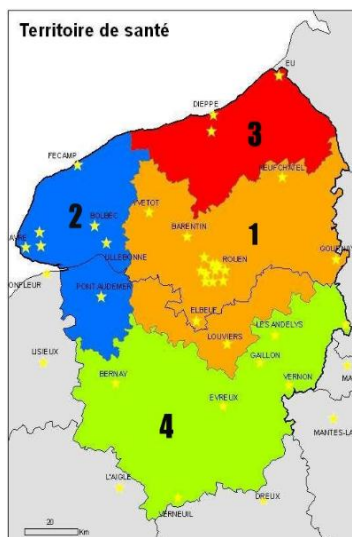 Territoire de santé
EU
DIEPPE
3
FECAMP
NEUFCHATEL
2
YVETOT
BOLBEC
BARENTIN
1
LILLEBONNE
ROUEN
GOURNAY
PONT AUDEMER
ELBEUF
LES ANDELYS
LOUVIERS
LISIEUX
GAILLON
BERNAY
VERNON
EVREUX
MANTES-LA
4
L'AIGLE
VERNEUIL
DREUX
20
Km